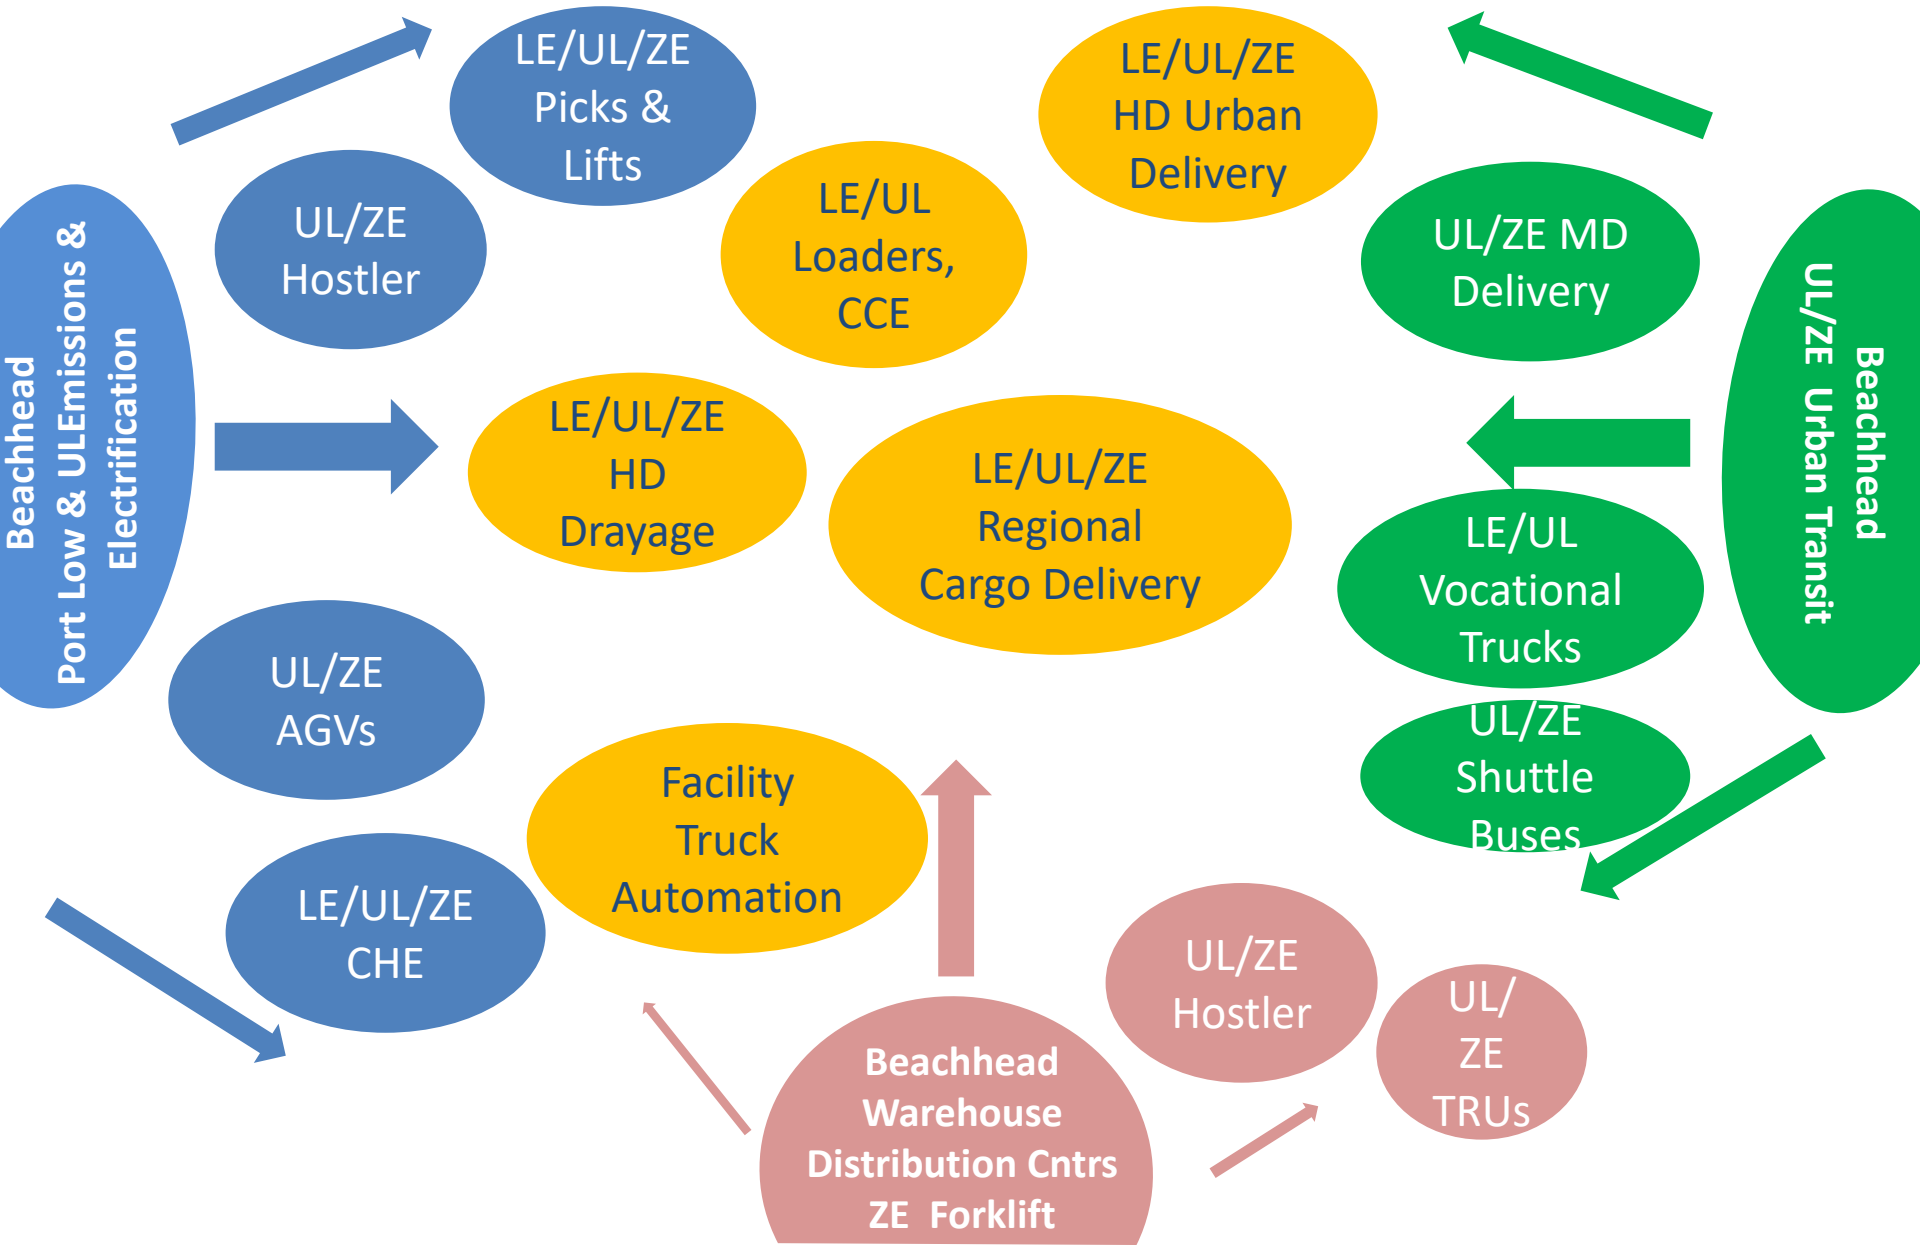 Beachhead
Port Low & ULEmissions &
Electrification
LE/UL/ZE
Picks &
Lifts
UL/ZE
Hostler
LE/UL
Loaders,
CCE
LE/UL/ZE
HD Urban
Delivery
UL/ZE MD
Delivery
Beachhead
UL/ZE Urban Transit
LE/UL/ZE
HD
Drayage
LE/UL/ZE
Regional
Cargo Delivery
LE/UL
Vocational
Trucks
UL/ZE
AGVs
UL/ZE
Shuttle
Buses
Facility
Truck
Automation
LE/UL/ZE
CHE
UL/ZE
Hostler
UL/
ZE
TRUs
Beachhead
Warehouse
Distribution Cntrs
ZE Forklift